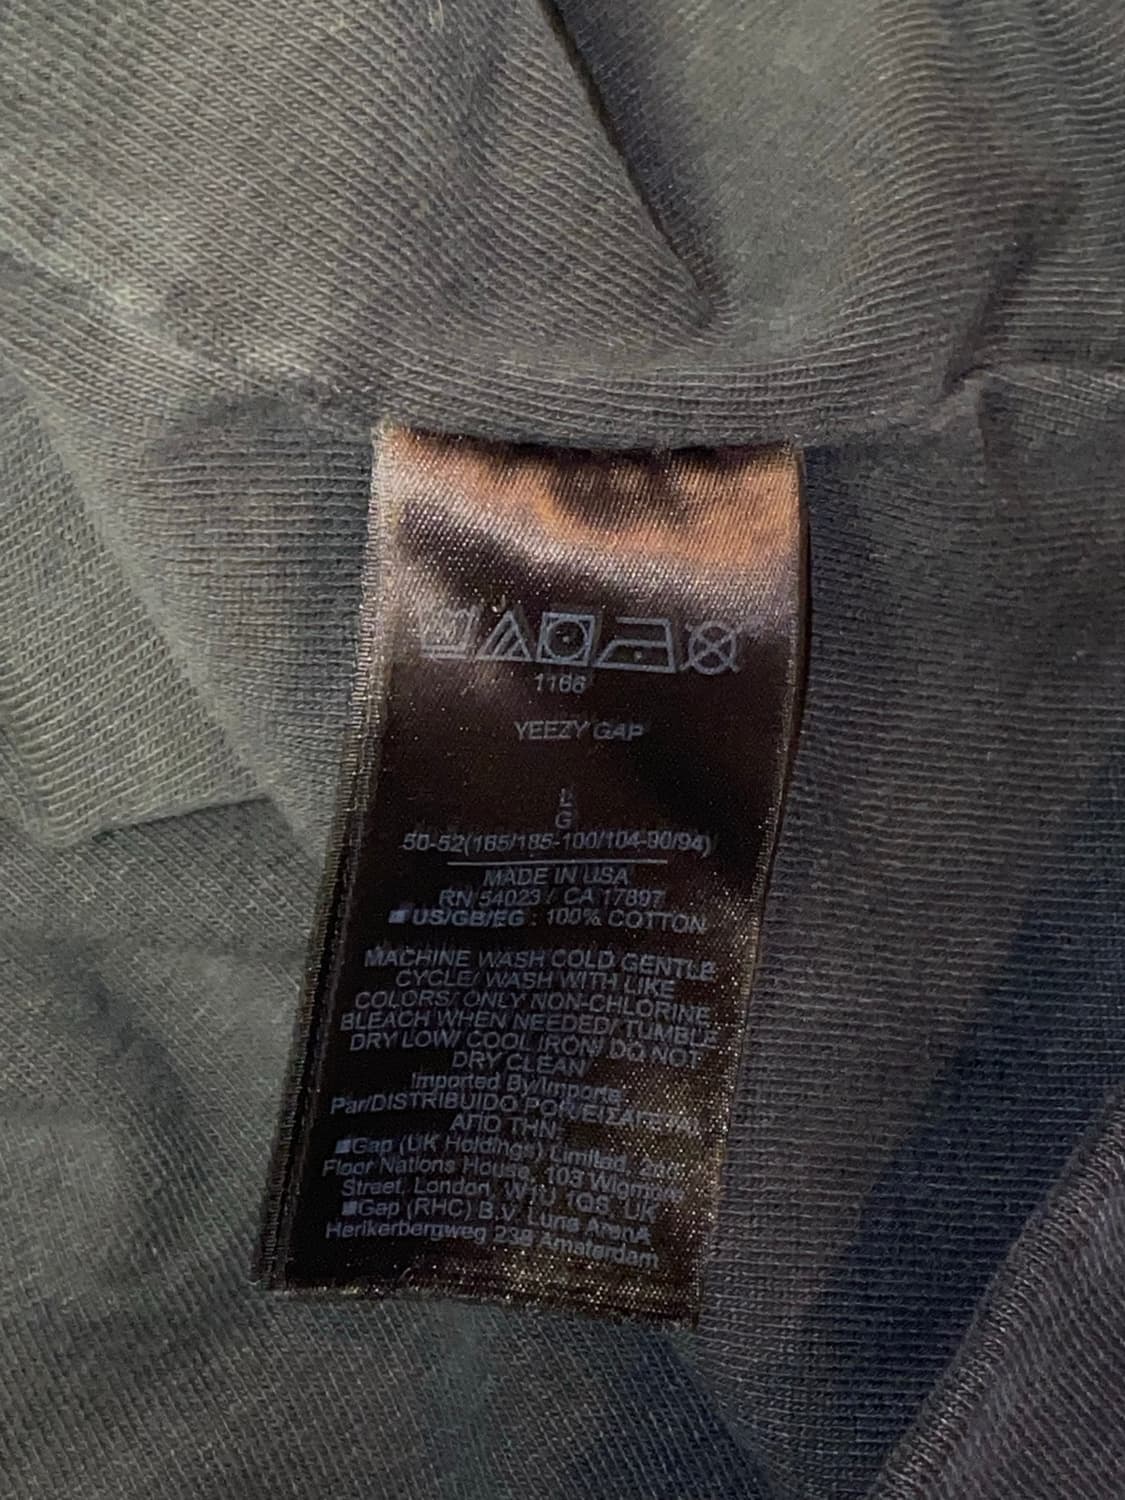 1166
YEEZY GAP
L
G
50-52(165/185-100/104-90/94)
MADE IN USA
RN 54023 / CA 17897
■ US/GB/EG : 100% COTTON
MACHINE WASH COLD GENTLE
CYCLE/ WASH WITH LIKE
COLORS/ ONLY NON-CHLORINE
BLEACH WHEN NEEDED/ TUMBLE
DRY LOW/ COOL IRON/ DO NOT
DRY CLEAN
Imported By/Importe
Par/DISTRIBUIDO POR/ΕΙΣΑΓΕΤΑΙ
ΑΠΟ ΤΗΝ:
■Gap (UK Holdings) Limited,
Floor Nations House, 103 Wigmore
Street, London, W1U 1QS, UK
■Gap (RHC) B.V. Luna ArenA
Herikerbergweg 238 Amsterdam